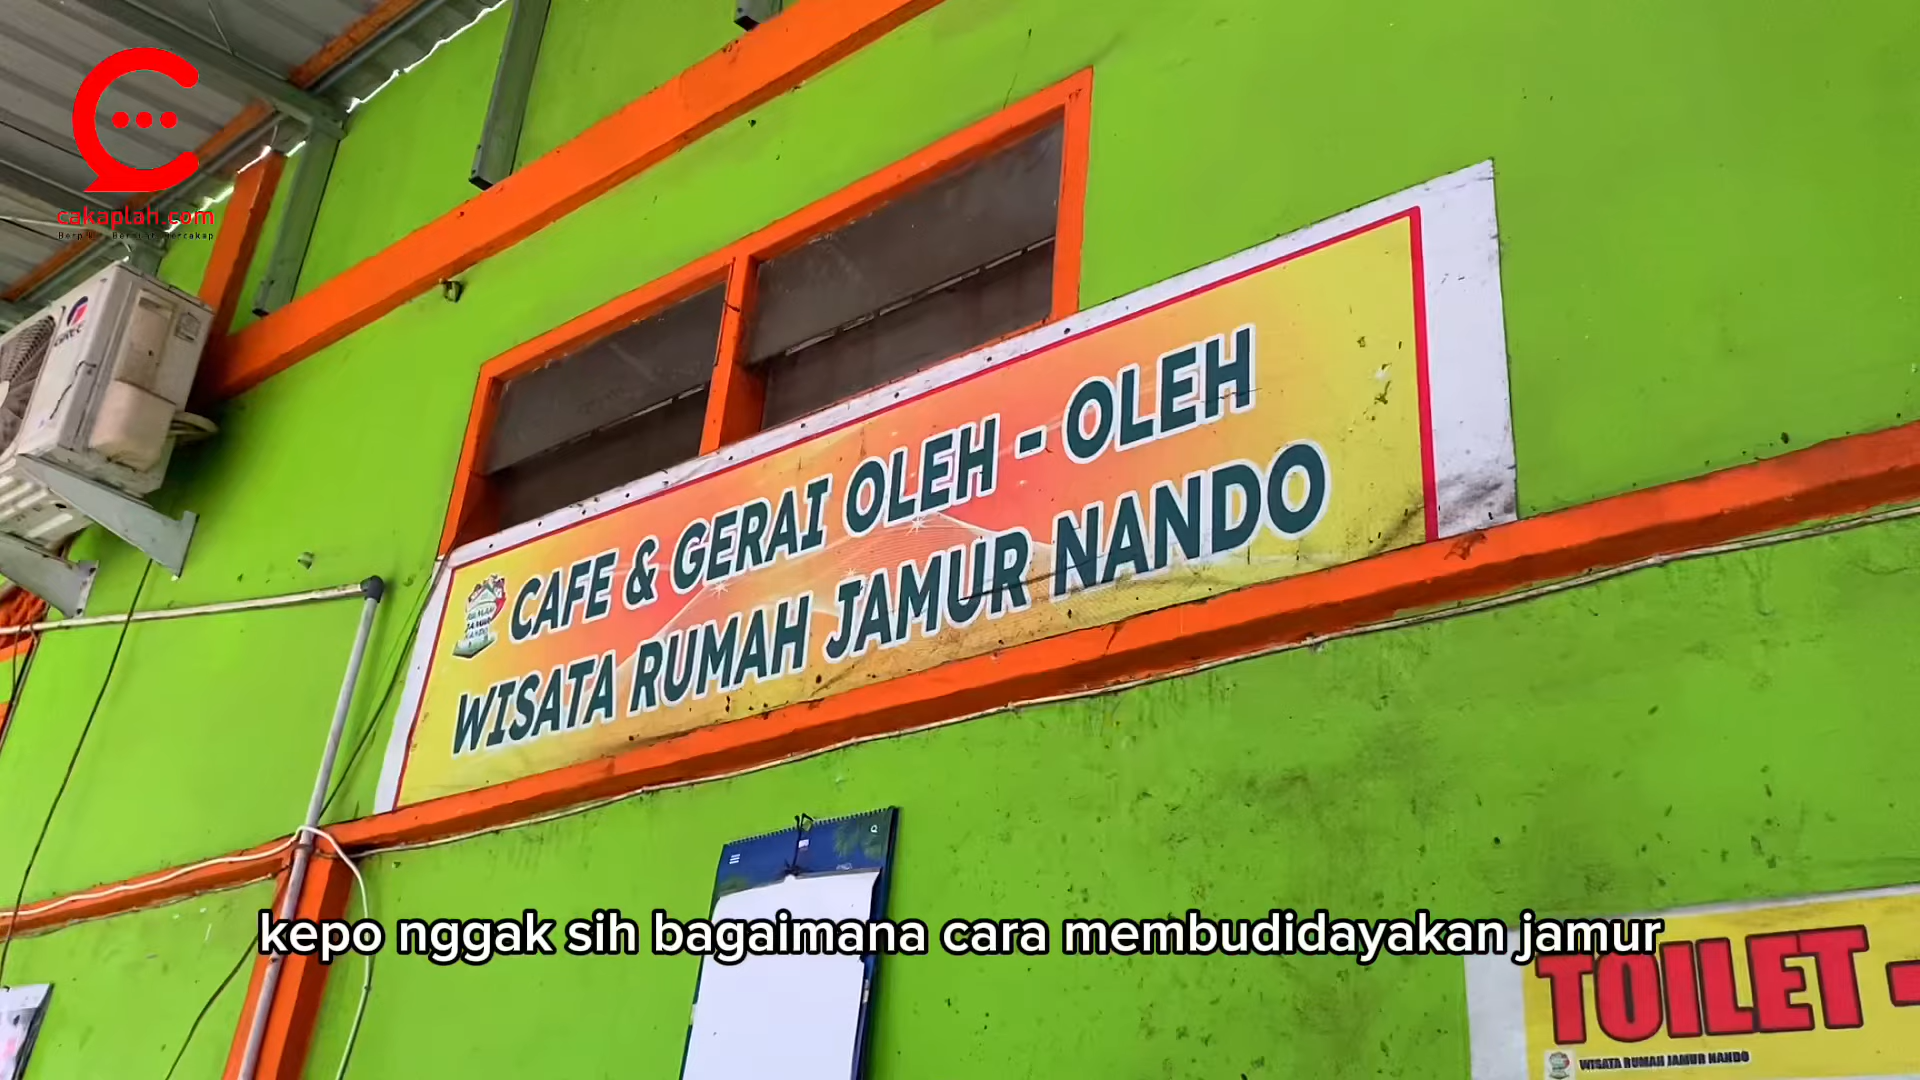 cakaplah.com
CAFE & GERAI OLEH - OLEH
WISATA RUMAH JAMUR NANDO
kepo nggak sih bagaimana cara membudidayakan jamur
TOILET -
WISATA RUMAH JAMUR NANDO